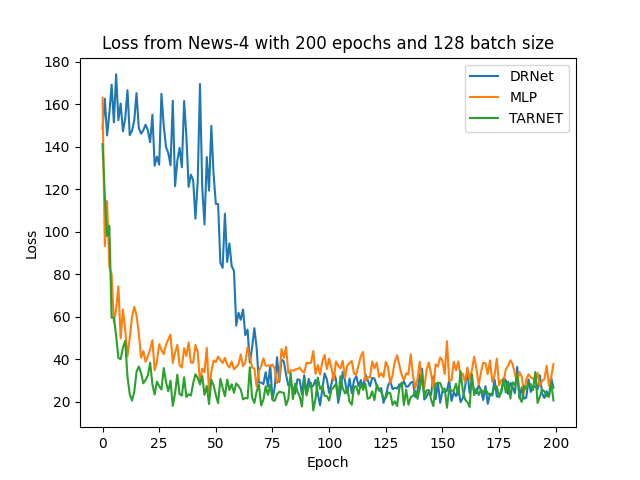 Loss from News-4 with 200 epochs and 128 batch size
DRNet
MLP
TARNET
Loss
180
160
140
120
100
80
60
40
20
0 25 50 75 100 125 150 175 200
Epoch